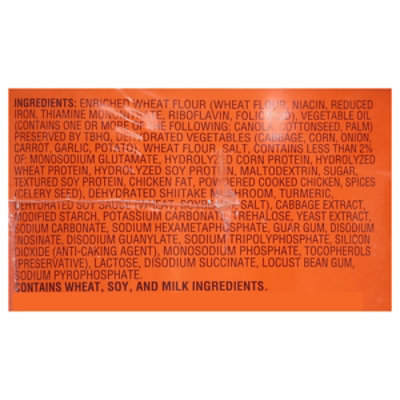 INGREDIENTS: ENRICHED WHEAT FLOUR (WHEAT FLOUR, NIACIN, REDUCED
IRON, THIAMINE MONONITRATE, RIBOFLAVIN, FOLIC ACID), VEGETABLE OIL
(CONTAINS ONE OR MORE OF THE FOLLOWING: CANOLA, COTTONSEED, PALM)
PRESERVED BY TBHQ, DEHYDRATED VEGETABLES (CABBAGE, CORN, ONION,
CARROT, GARLIC, POTATO), WHEAT FLOUR, SALT, CONTAINS LESS THAN 2%
OF: MONOSODIUM GLUTAMATE, HYDROLYZED CORN PROTEIN, HYDROLYZED
WHEAT PROTEIN, HYDROLYZED SOY PROTEIN, MALTODEXTRIN, SUGAR,
TEXTURED SOY PROTEIN, CHICKEN FAT, POWDERED COOKED CHICKEN, SPICES
(CELERY SEED), DEHYDRATED SHIITAKE MUSHROOM, TURMERIC,
DEHYDRATED SOY SAUCE (WHEAT, SOYBEANS, SALT), CABBAGE EXTRACT,
MODIFIED STARCH, POTASSIUM CARBONATE, TREHALOSE, YEAST EXTRACT,
SODIUM CARBONATE, SODIUM HEXAMETAPHOSPHATE, GUAR GUM, DISODIUM
INOSINATE, DISODIUM GUANYLATE, SODIUM TRIPOLYPHOSPHATE, SILICON
DIOXIDE (ANTI-CAKING AGENT), MONOSODIUM PHOSPHATE, TOCOPHEROLS
(PRESERVATIVE), LACTOSE, DISODIUM SUCCINATE, LOCUST BEAN GUM,
SODIUM PYROPHOSPHATE.
CONTAINS WHEAT, SOY, AND MILK INGREDIENTS.